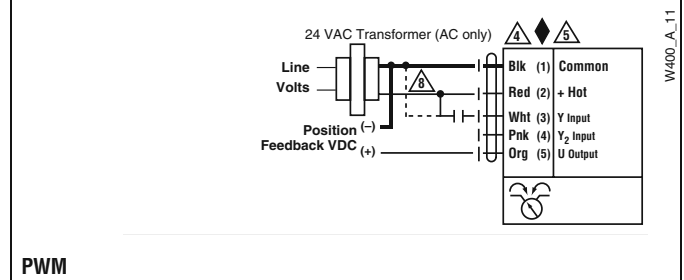 24 VAC Transformer (AC only)
4 5
Line
Volts
8
Blk (1) Common
Red (2) + Hot
Wht (3) Y Input
Pnk (4) Y2 Input
Org (5) U Output
Position (–)
Feedback VDC (+)
W400_A_11
PWM